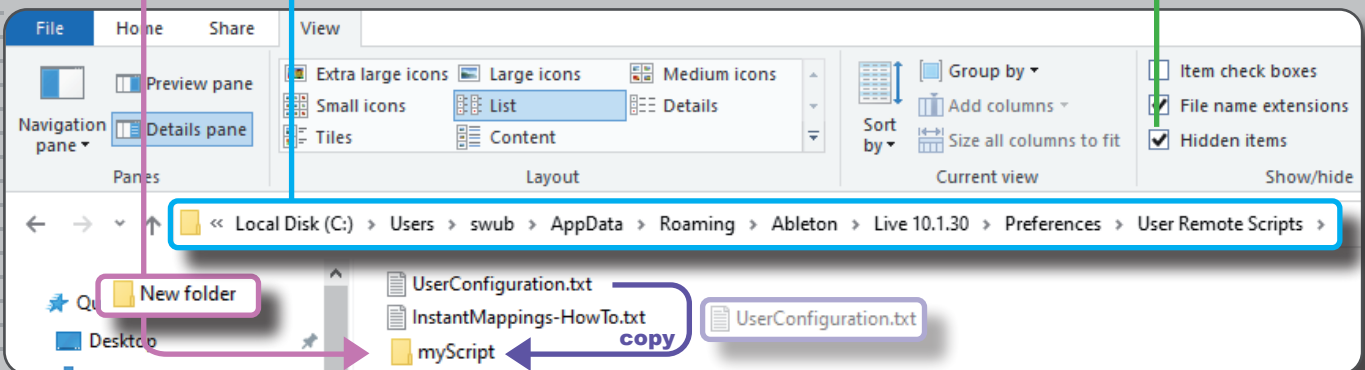 File Home Share View
Preview pane
Details pane
Navigation pane
Panes
Extra large icons Large icons Medium icons
Small icons List Details
Tiles Content
Layout
Sort by
Group by
Add columns
Size all columns to fit
Current view
Item check boxes
File name extensions
Hidden items
Show/hide
« Local Disk (C:) > Users > swub > AppData > Roaming > Ableton > Live 10.1.30 > Preferences > User Remote Scripts >
New folder
Desktop
UserConfiguration.txt
InstantMappings-HowTo.txt
myScript
copy
UserConfiguration.txt